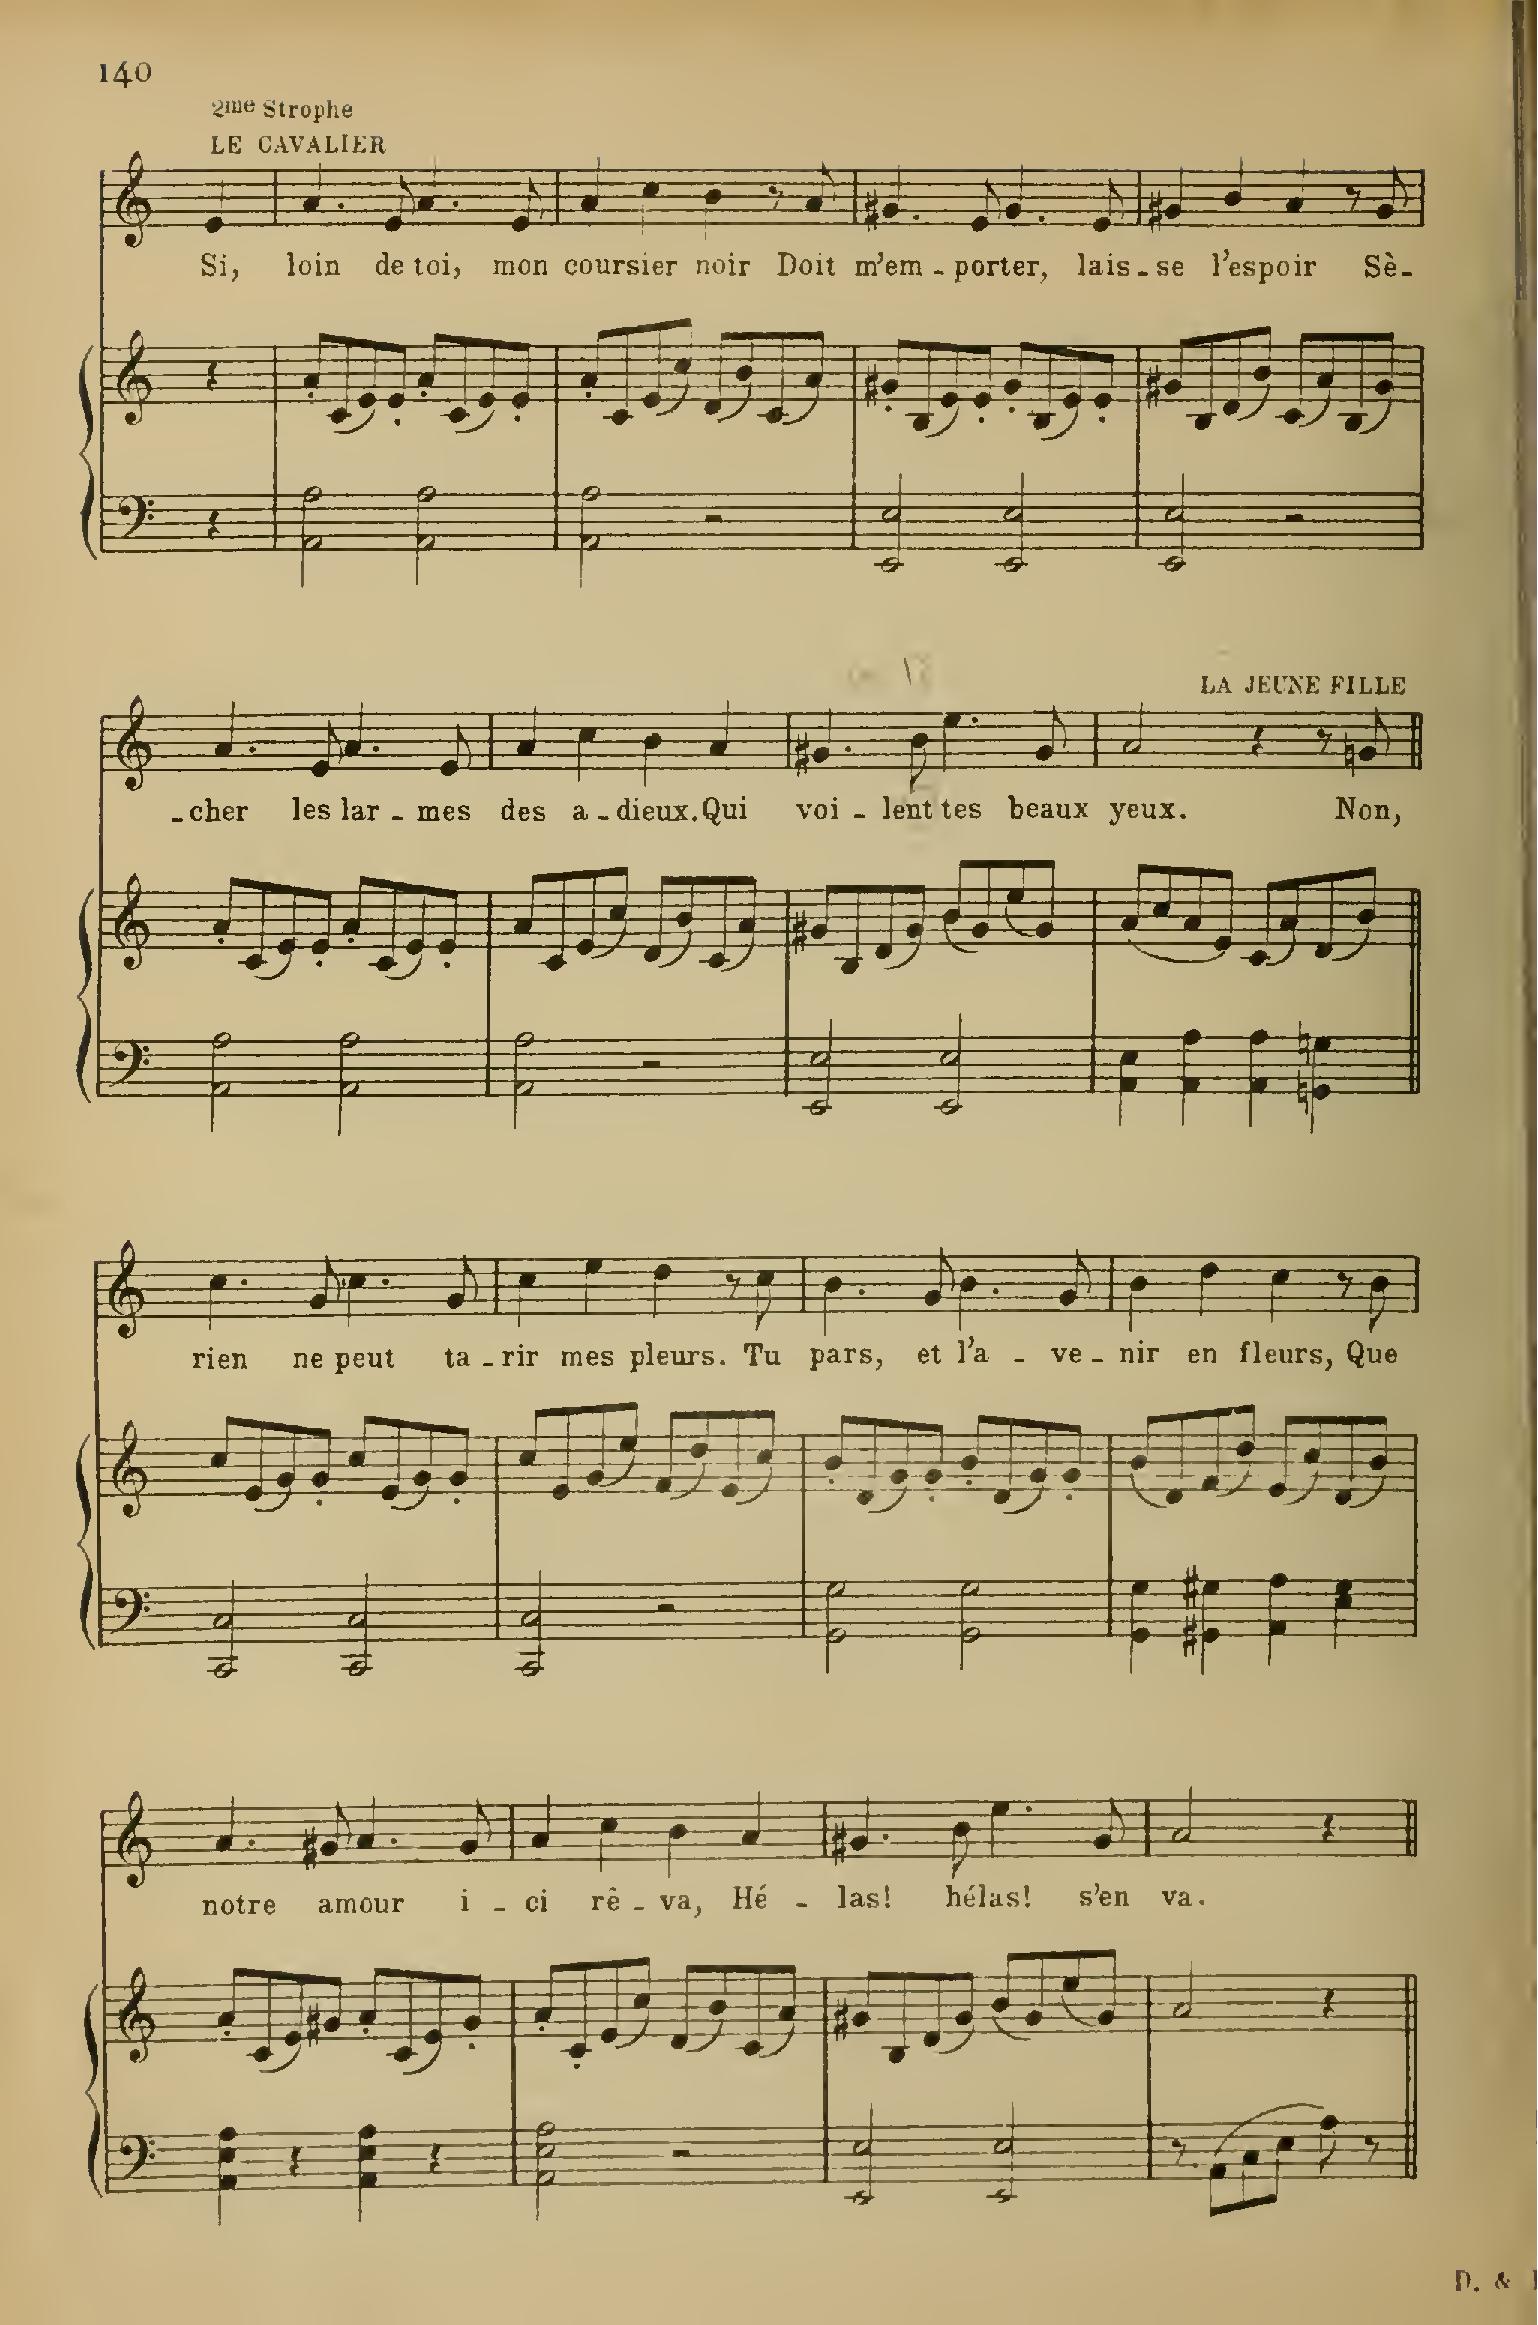 140
2me Strophe
LE CAVALIER
Si, loin de toi, mon coursier noir Doit m'em - porter, lais - se l'espoir Sè-
LA JEUNE FILLE
-cher les lar - mes des a - dieux. Qui voi - lent tes beaux yeux. Non,
rien ne peut ta - rir mes pleurs. Tu pars, et l'a - ve - nir en fleurs, Que
notre amour i - ci rê - va, Hé - las! hélas! s'en va.
D. &